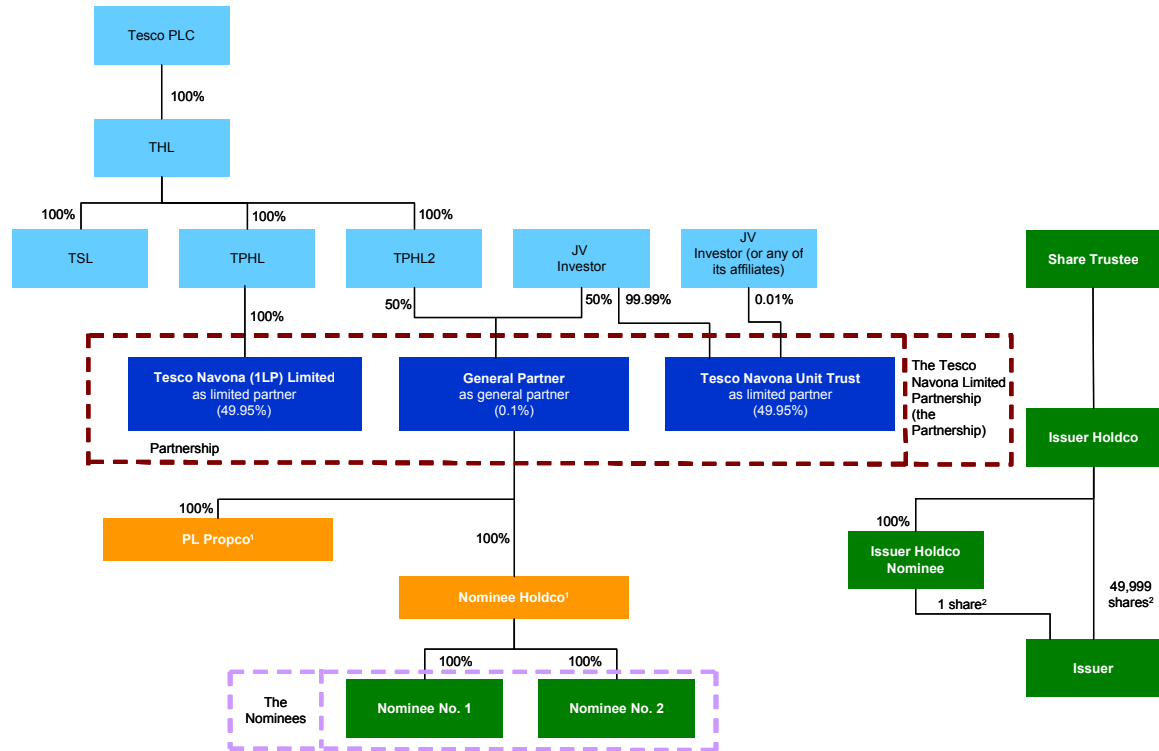 Tesco PLC
100%
THL
100%
100%
100%
TSL
TPHL
TPHL2
JV
Investor
JV
Investor (or any of
its affiliates)
Share Trustee
50%
50%
99.99%
0.01%
100%
Tesco Navona (1LP) Limited
as limited partner
(49.95%)
General Partner
as general partner
(0.1%)
Tesco Navona Unit Trust
as limited partner
(49.95%)
The Tesco
Navona Limited
Partnership
(the
Partnership)
Partnership
Issuer Holdco
100%
100%
PL Propco¹
100%
Issuer Holdco
Nominee
Nominee Holdco¹
1 share²
49,999
shares²
100%
100%
Issuer
The
Nominees
Nominee No. 1
Nominee No. 2